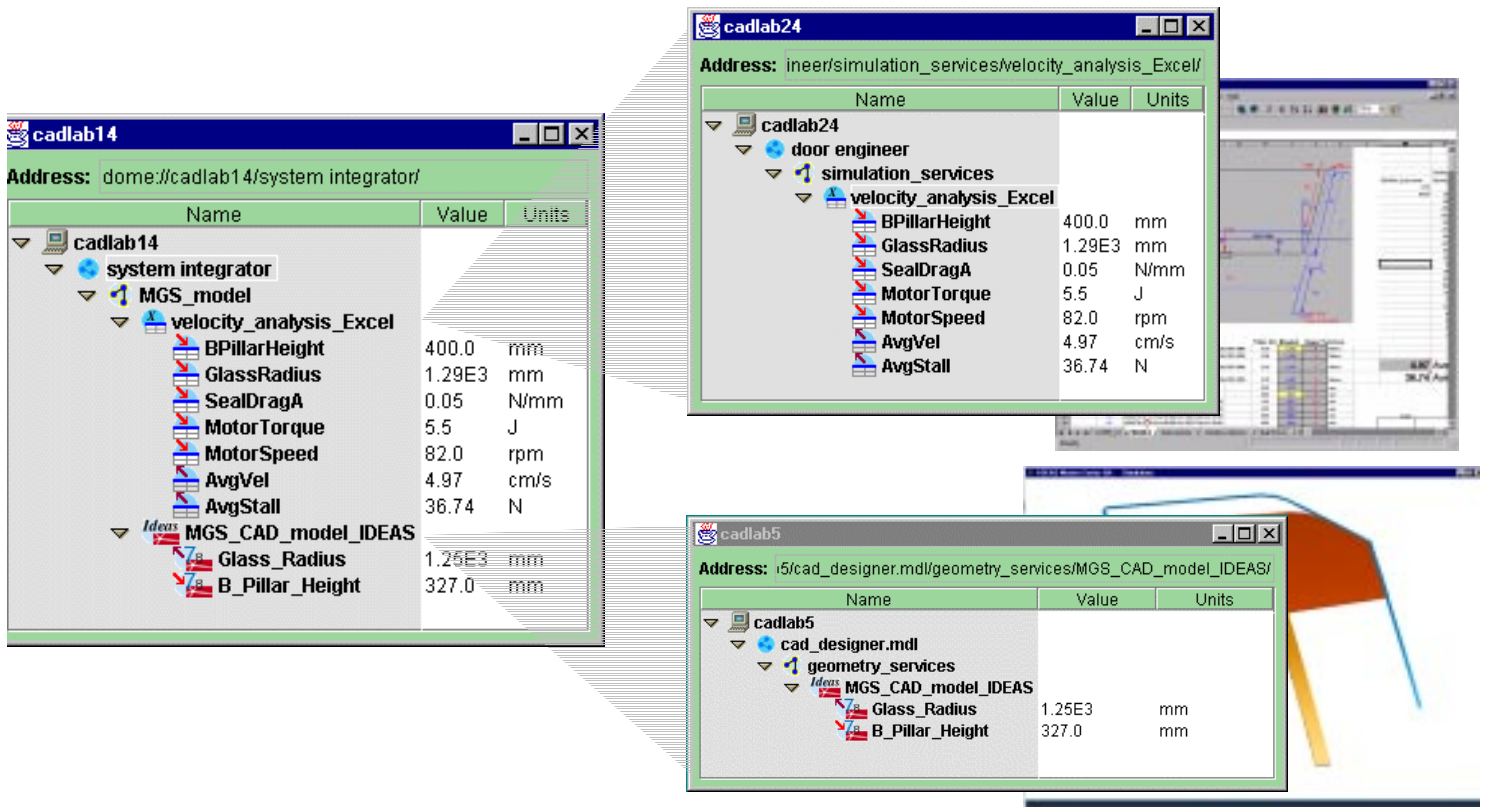 cadlab14
Address: dome://cadlab14/system integrator/
Name Value Units
cadlab14
system integrator
MGS_model
velocity_analysis_Excel
BPillarHeight 400.0 mm
GlassRadius 1.29E3 mm
SealDragA 0.05 N/mm
MotorTorque 5.5 J
MotorSpeed 82.0 rpm
AvgVel 4.97 cm/s
AvgStall 36.74 N
Ideas MGS_CAD_model_IDEAS
Glass_Radius 1.25E3 mm
B_Pillar_Height 327.0 mm
cadlab24
Address: ineer/simulation_services/velocity_analysis_Excel/
Name Value Units
cadlab24
door engineer
simulation_services
velocity_analysis_Excel
BPillarHeight 400.0 mm
GlassRadius 1.29E3 mm
SealDragA 0.05 N/mm
MotorTorque 5.5 J
MotorSpeed 82.0 rpm
AvgVel 4.97 cm/s
AvgStall 36.74 N
cadlab5
Address: 5/cad_designer.mdl/geometry_services/MGS_CAD_model_IDEAS/
Name Value Units
cadlab5
cad_designer.mdl
geometry_services
Ideas MGS_CAD_model_IDEAS
Glass_Radius 1.25E3 mm
B_Pillar_Height 327.0 mm